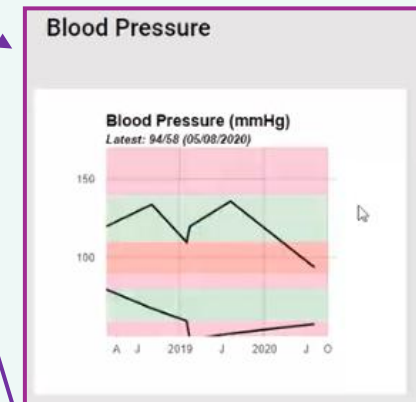 Blood Pressure
Blood Pressure (mmHg)
Latest: 94/58 (05/08/2020)
150
100
A J 2019 J 2020 J O